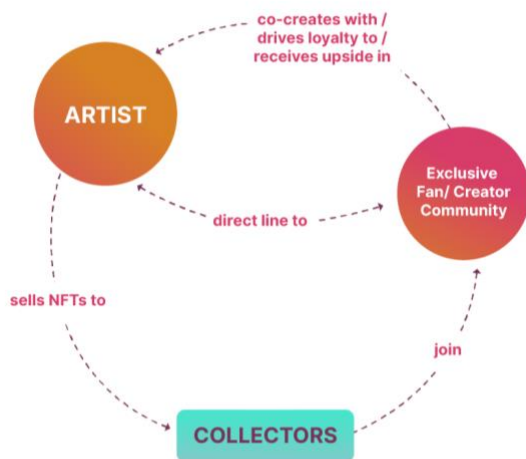 co-creates with /
drives loyalty to /
receives upside in
ARTIST
Exclusive
Fan/ Creator
Community
direct line to
sells NFTs to
join
COLLECTORS